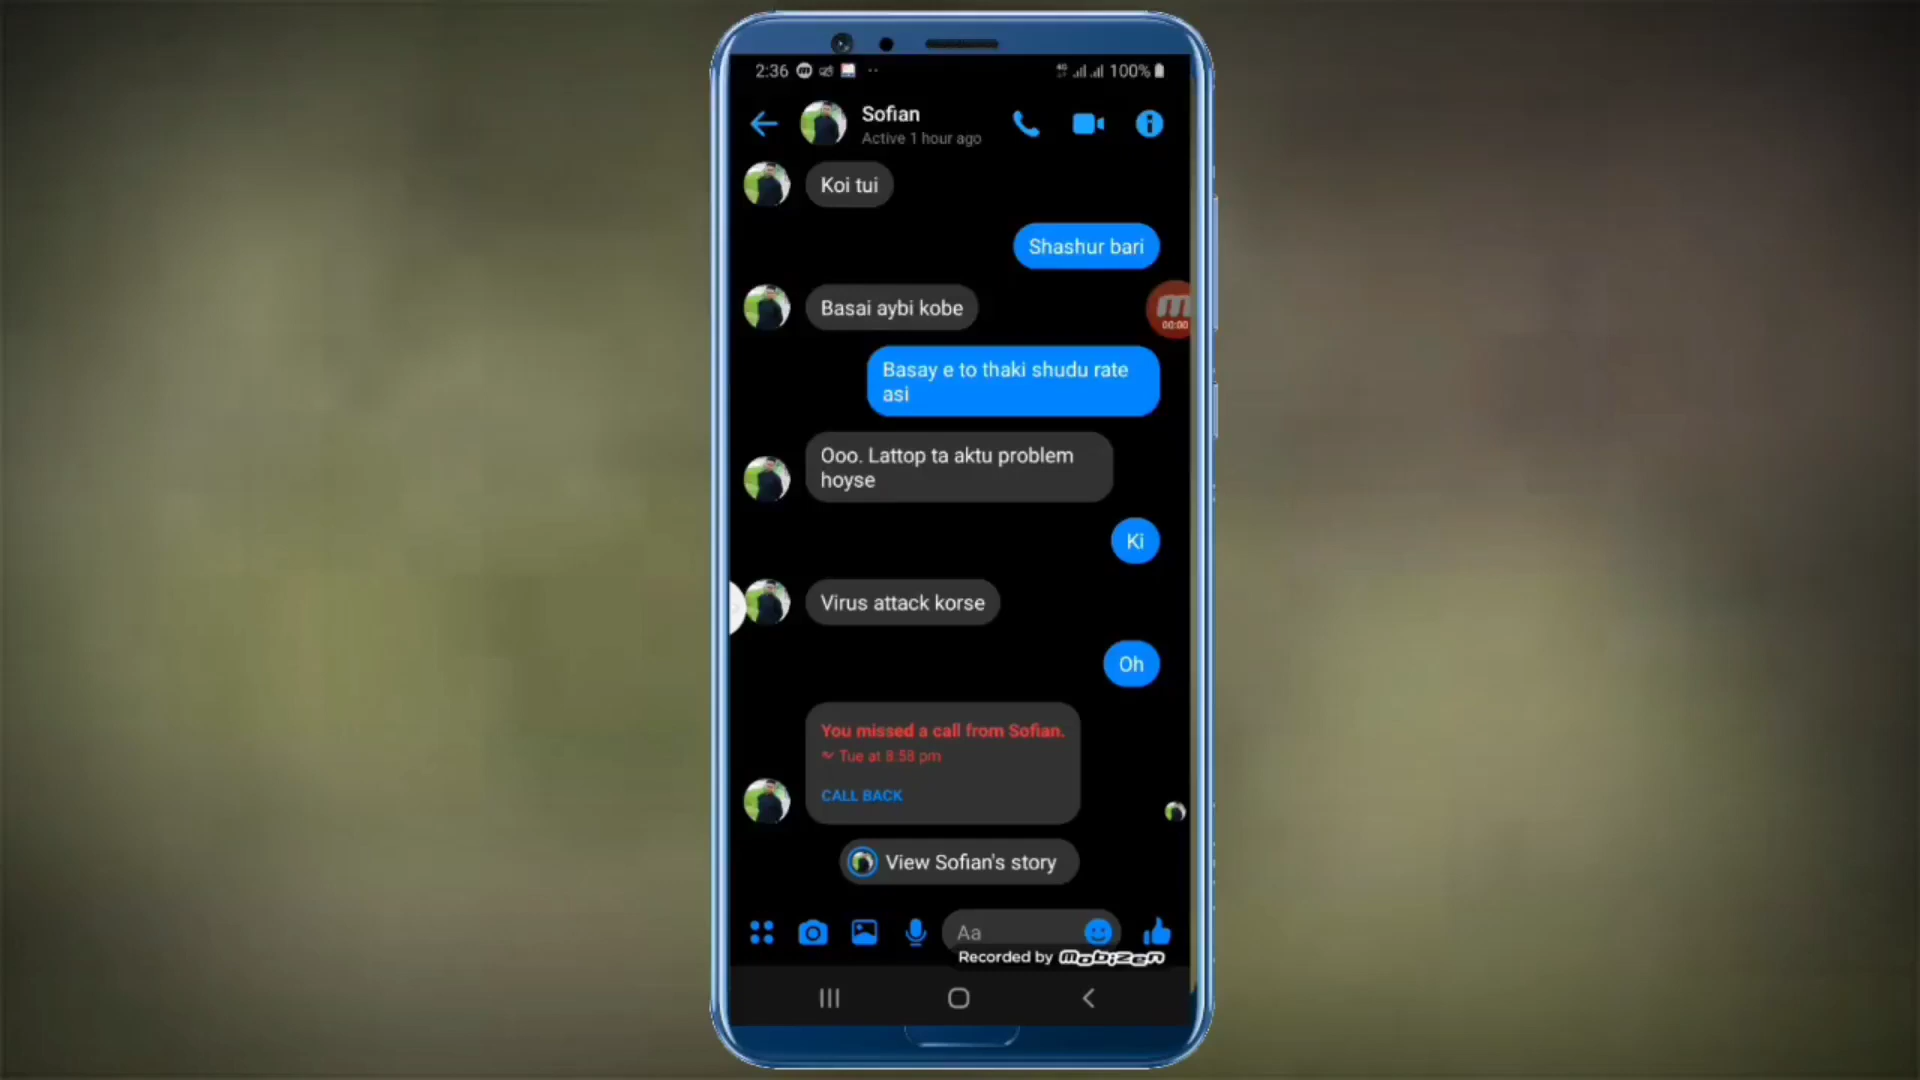 2:36
100%
Sofian
Active 1 hour ago
Koi tui
Shashur bari
Basai aybi kobe
00:00
Basay e to thaki shudu rate
asi
Ooo. Lattop ta aktu problem
hoyse
Ki
Virus attack korse
Oh
You missed a call from Sofian.
Tue at 8:58 pm
CALL BACK
View Sofian's story
Aa
Recorded by mobizen